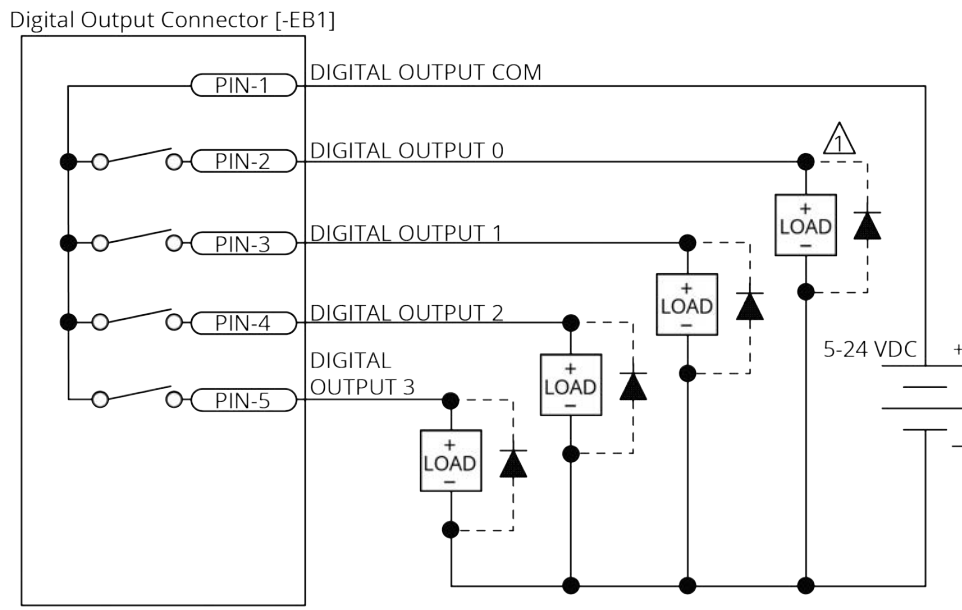 Digital Output Connector [-EB1]
PIN-1
DIGITAL OUTPUT COM
PIN-2
DIGITAL OUTPUT 0
1
+
LOAD
–
PIN-3
DIGITAL OUTPUT 1
+
LOAD
–
PIN-4
DIGITAL OUTPUT 2
+
LOAD
–
5-24 VDC
+
–
PIN-5
DIGITAL
OUTPUT 3
+
LOAD
–